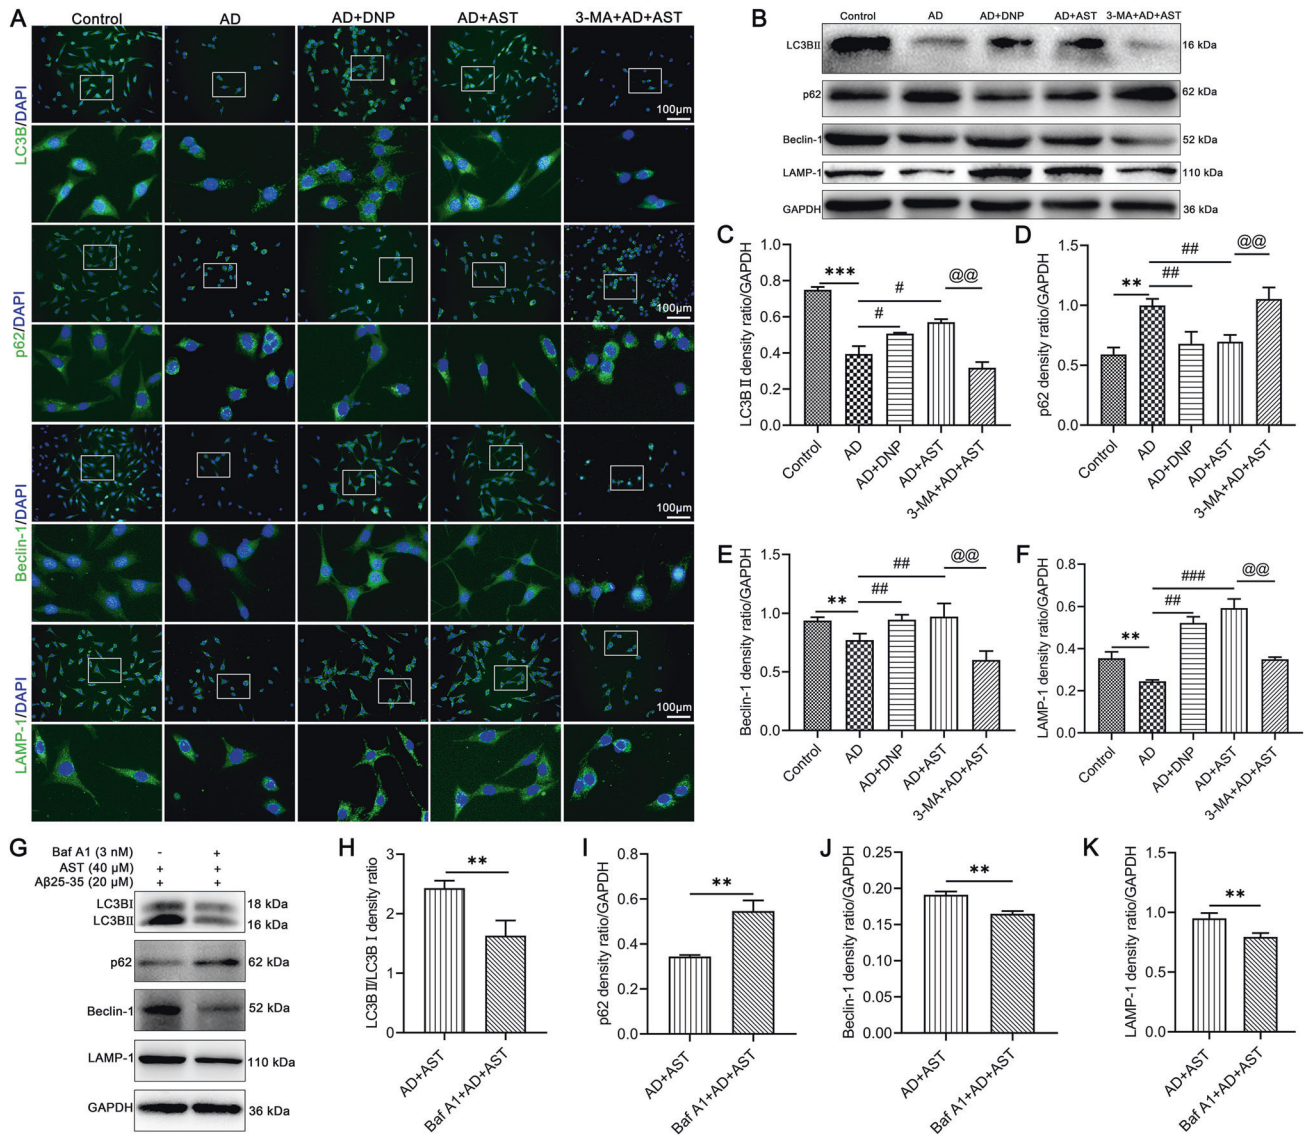 A
Control
AD
AD+DNP
AD+AST
3-MA+AD+AST
LC3B/DAPI
100μm
p62/DAPI
100μm
Beclin-1/DAPI
100μm
LAMP-1/DAPI
100μm
B
Control
AD
AD+DNP
AD+AST
3-MA+AD+AST
LC3BII
16 kDa
p62
62 kDa
Beclin-1
52 kDa
LAMP-1
110 kDa
GAPDH
36 kDa
C
LC3B II density ratio/GAPDH
1.0
0.8
0.6
0.4
0.2
0.0
***
#
#
@@
Control
AD
AD+DNP
AD+AST
3-MA+AD+AST
D
p62 density ratio/GAPDH
1.5
1.0
0.5
0.0
**
##
##
@@
Control
AD
AD+DNP
AD+AST
3-MA+AD+AST
E
Beclin-1 density ratio/GAPDH
1.5
1.0
0.5
0.0
**
##
##
@@
Control
AD
AD+DNP
AD+AST
3-MA+AD+AST
F
LAMP-1 density ratio/GAPDH
0.8
0.6
0.4
0.2
0.0
**
##
###
@@
Control
AD
AD+DNP
AD+AST
3-MA+AD+AST
G
Baf A1 (3 nM) - +
AST (40 μM) + +
Aβ25-35 (20 μM) + +
LC3BI
18 kDa
LC3BII
16 kDa
p62
62 kDa
Beclin-1
52 kDa
LAMP-1
110 kDa
GAPDH
36 kDa
H
LC3B II/LC3B I density ratio
3
2
1
0
**
AD+AST
Baf A1+AD+AST
I
p62 density ratio/GAPDH
0.8
0.6
0.4
0.2
0.0
**
AD+AST
Baf A1+AD+AST
J
Beclin-1 density ratio/GAPDH
0.25
0.20
0.15
0.10
0.05
0.00
**
AD+AST
Baf A1+AD+AST
K
LAMP-1 density ratio/GAPDH
1.5
1.0
0.5
0.0
**
AD+AST
Baf A1+AD+AST